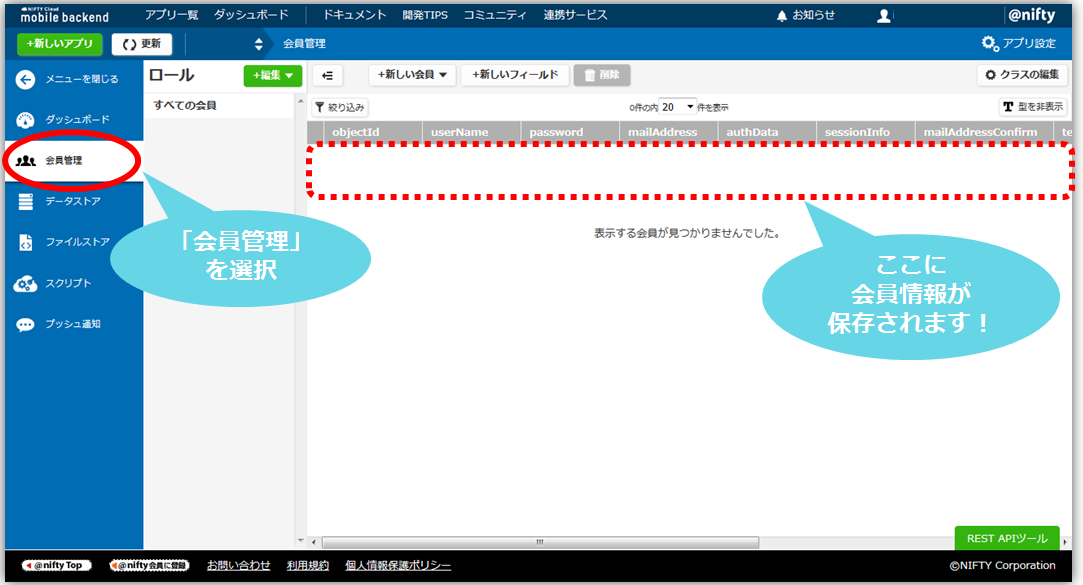 NIFTY Cloud
mobile backend
アプリ一覧 ダッシュボード ドキュメント 開発TIPS コミュニティ 連携サービス お知らせ @nifty
+新しいアプリ 更新 会員管理 アプリ設定
メニューを閉じる
ダッシュボード
会員管理
データストア
ファイルストア
スクリプト
プッシュ通知
ロール +編集
すべての会員
+新しい会員 +新しいフィールド 削除 クラスの編集
絞り込み 0件の内 20 件を表示 型を非表示
objectId userName password mailAddress authData sessionInfo mailAddressConfirm te
表示する会員が見つかりませんでした。
「会員管理」
を選択
ここに
会員情報が
保存されます！
REST APIツール
@nifty Top @nifty会員に登録 お問い合わせ 利用規約 個人情報保護ポリシー ©NIFTY Corporation